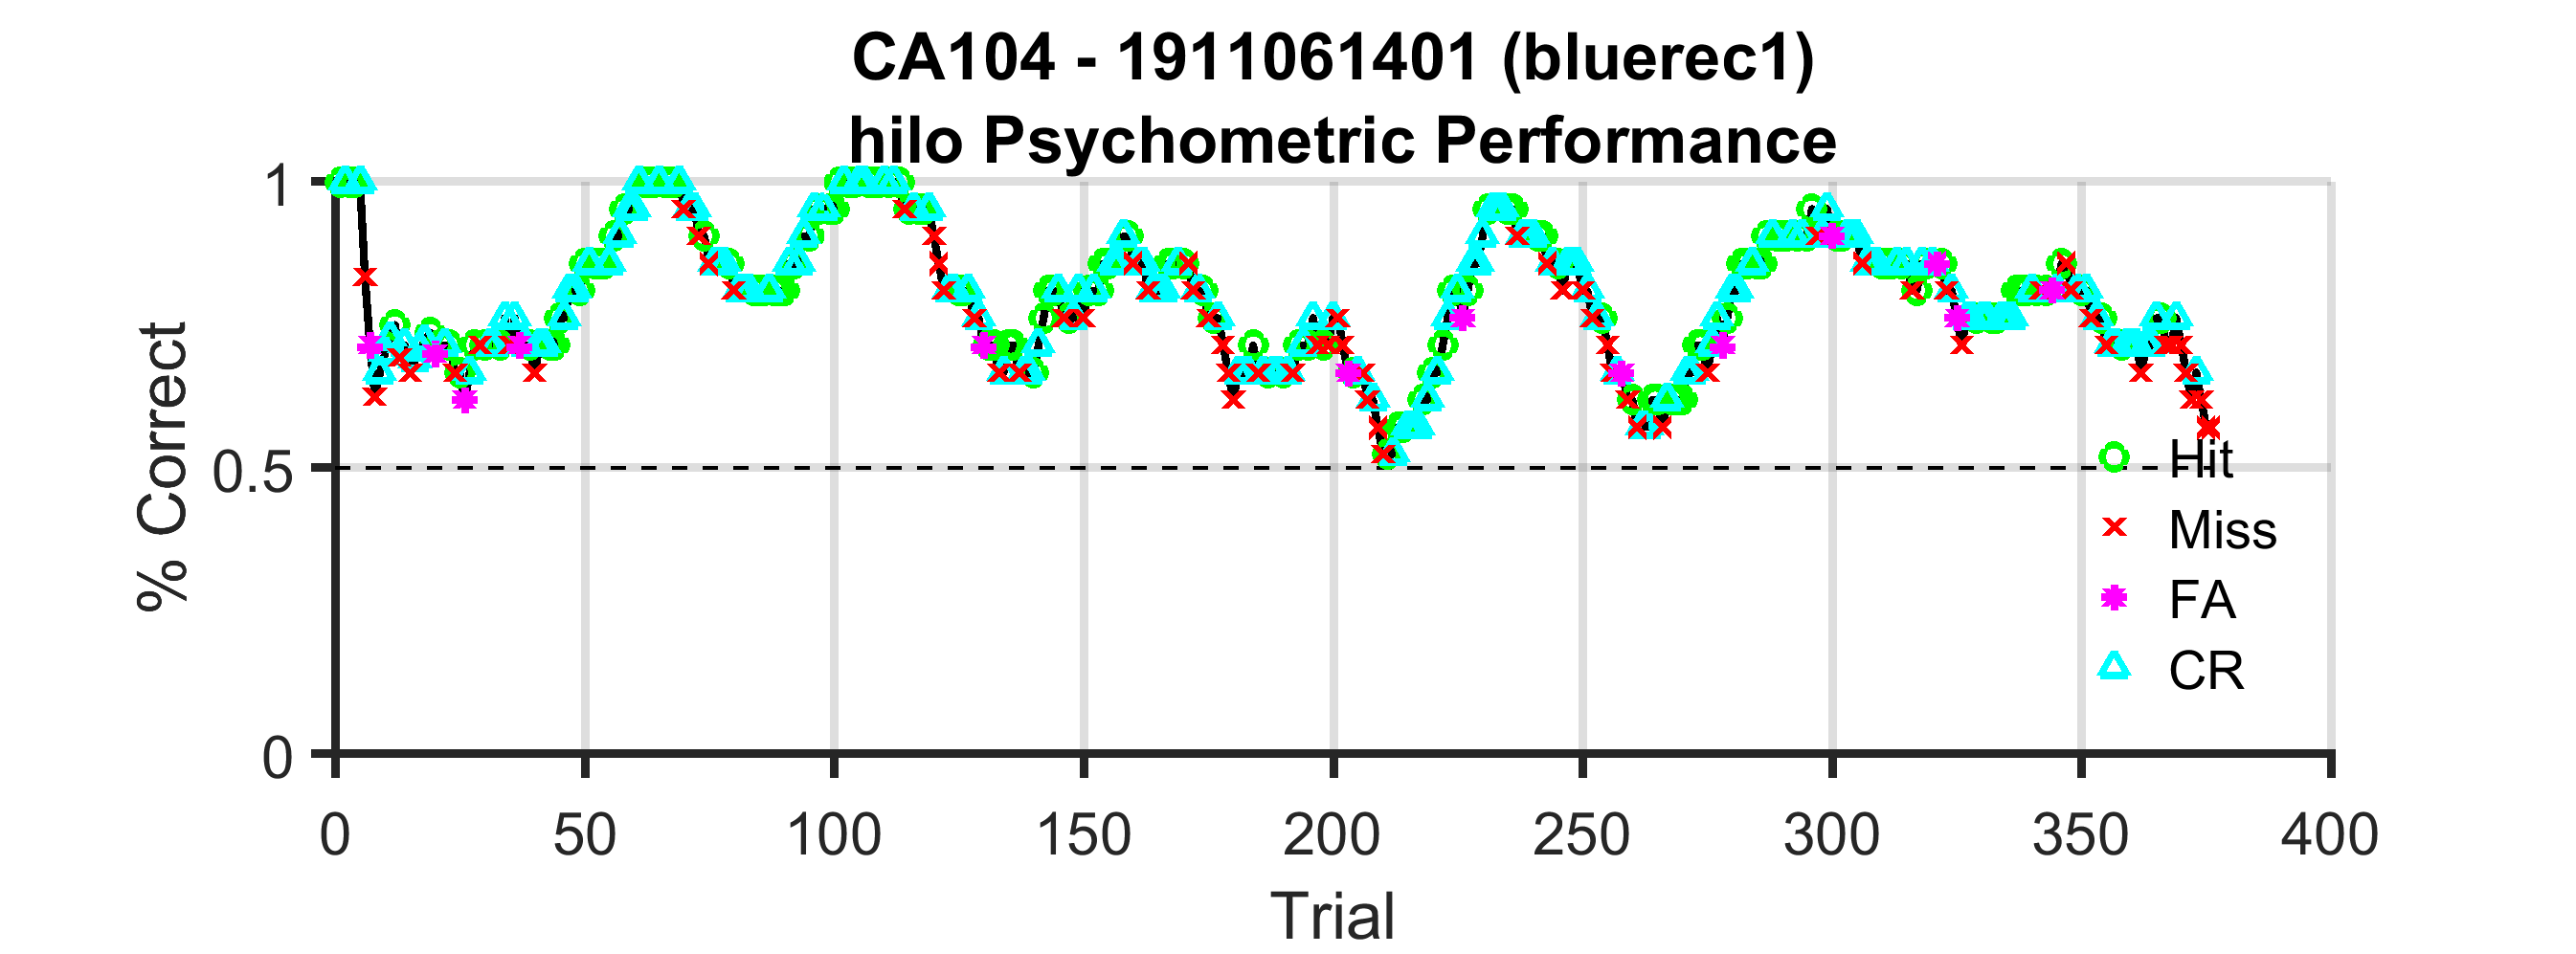 CA104 - 1911061401 (bluerec1)
hilo Psychometric Performance
1
0.5
0
% Correct
Hit
Miss
FA
CR
0 50 100 150 200 250 300 350 400
Trial